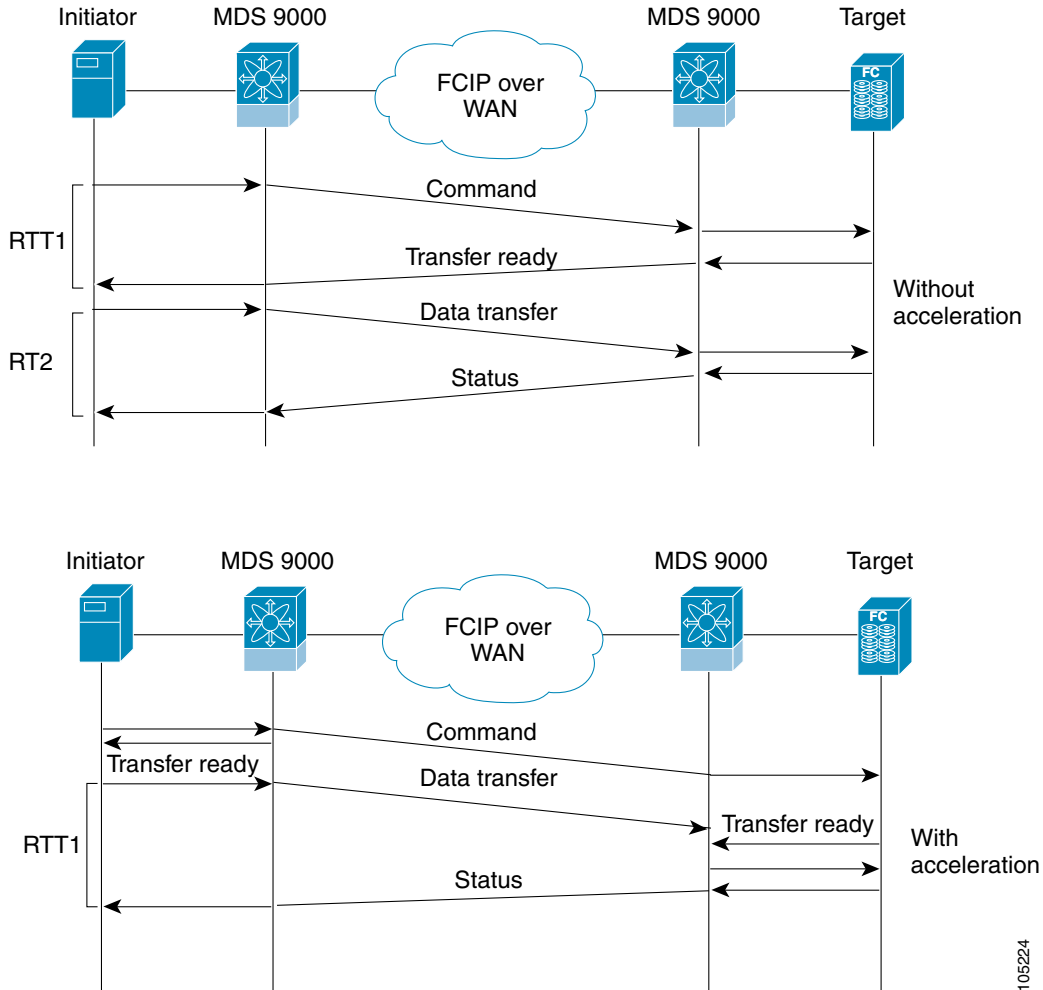 Initiator
MDS 9000
MDS 9000
Target
FC
FCIP over
WAN
Command
RTT1
Transfer ready
Without
acceleration
Data transfer
RT2
Status
Initiator
MDS 9000
MDS 9000
Target
FC
FCIP over
WAN
Command
Transfer ready
Data transfer
Transfer ready
RTT1
With
acceleration
Status
105224